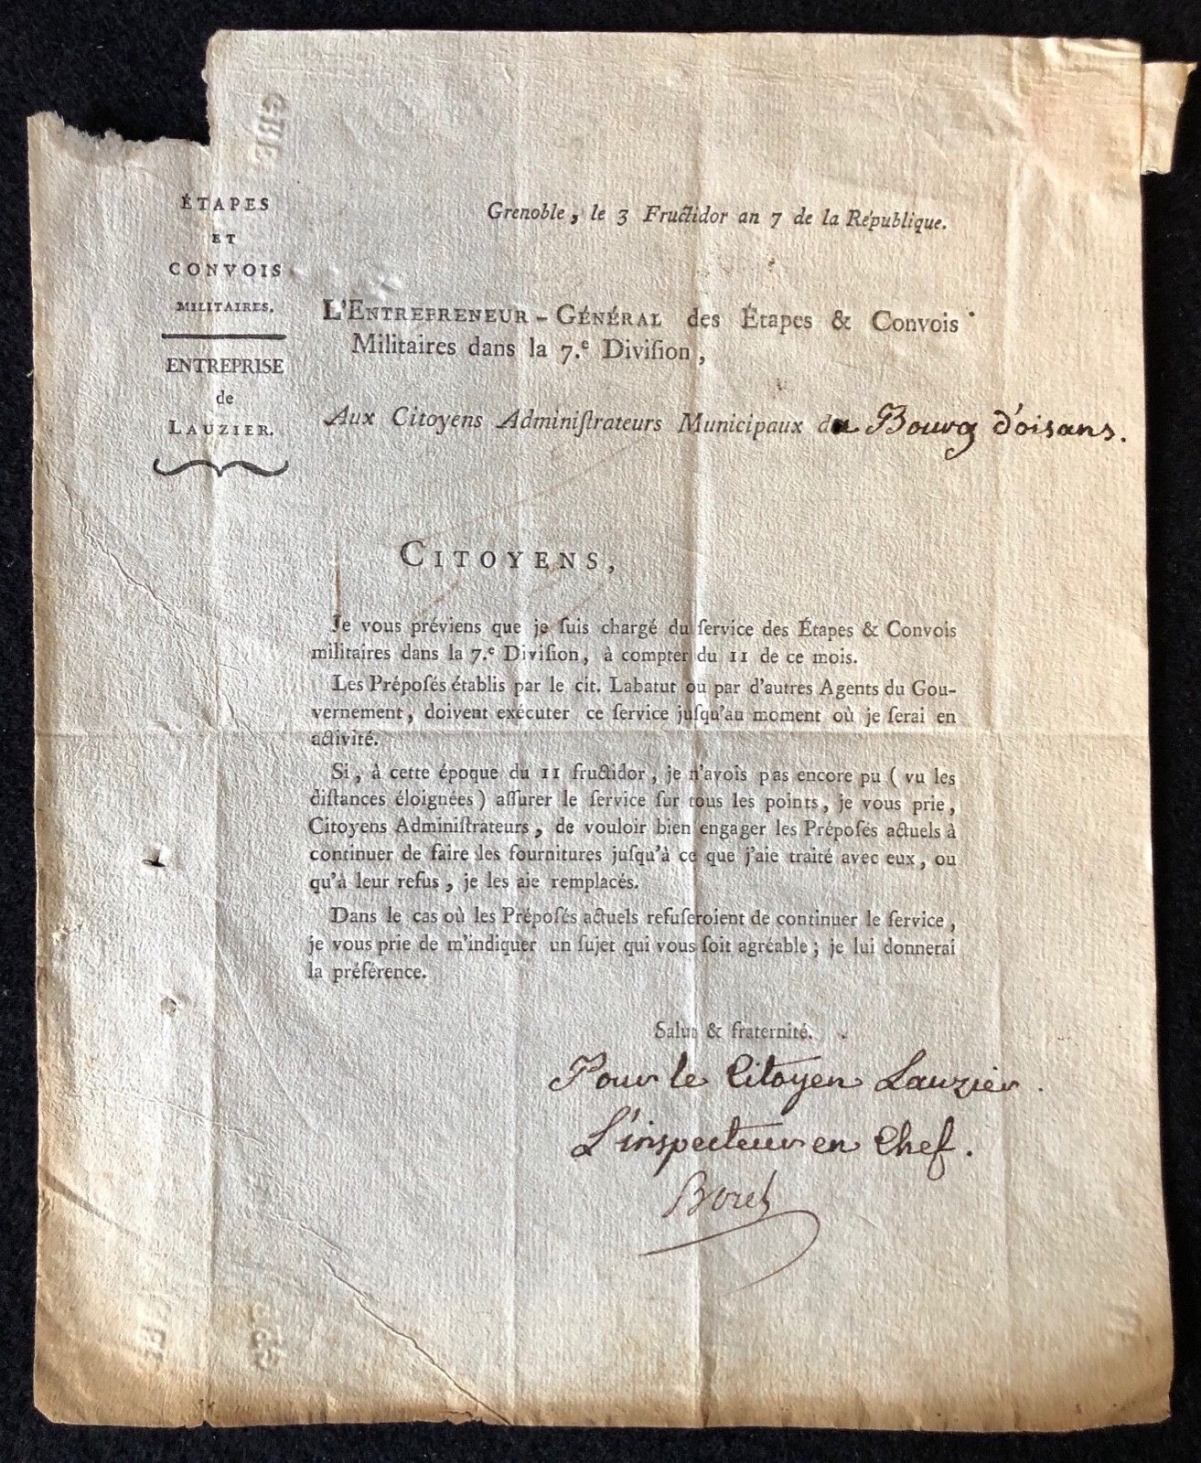 ÉTAPES
ET
CONVOIS
MILITAIRES.
ENTREPRISE
de
LAUZIER.
Grenoble, le 3 Fructidor an 7 de la République.
L'ENTREPRENEUR-GÉNÉRAL des Étapes & Convois
Militaires dans la 7.e Diviſion,
Aux Citoyens Adminiſtrateurs Municipaux du Bourg d'oisans.
CITOYENS,
Je vous préviens que je ſuis chargé du ſervice des Étapes & Convois
militaires dans la 7.e Diviſion, à compter du 11 de ce mois.
Les Prépoſés établis par le cit. Labatut ou par d'autres Agents du Gou-
vernement, doivent exécuter ce ſervice juſqu'au moment où je ſerai en
activité.
Si, à cette époque du 11 fructidor, je n'avois pas encore pu (vu les
diſtances éloignées) aſſurer le ſervice ſur tous les points, je vous prie,
Citoyens Adminiſtrateurs, de vouloir bien engager les Prépoſés actuels à
continuer de faire les fournitures juſqu'à ce que j'aie traité avec eux, ou
qu'à leur refus, je les aie remplacés.
Dans le cas où les Prépoſés actuels refuſeroient de continuer le ſervice,
je vous prie de m'indiquer un ſujet qui vous ſoit agréable; je lui donnerai
la préférence.
Salut & fraternité.
Pour le Citoyen Lauzier.
L'inspecteur en Chef.
Borel